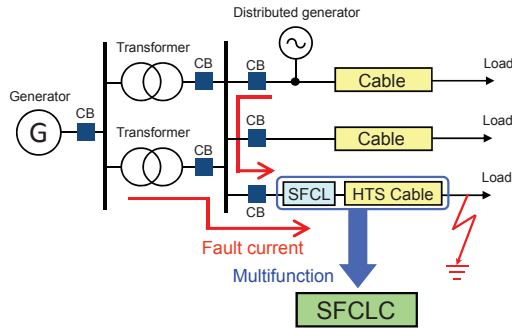 Distributed generator
Transformer
CB
CB
Load
Cable
Generator
CB
G
Transformer
CB
CB
Load
Cable
CB
SFCL
HTS Cable
Load
Fault current
Multifunction
SFCLC